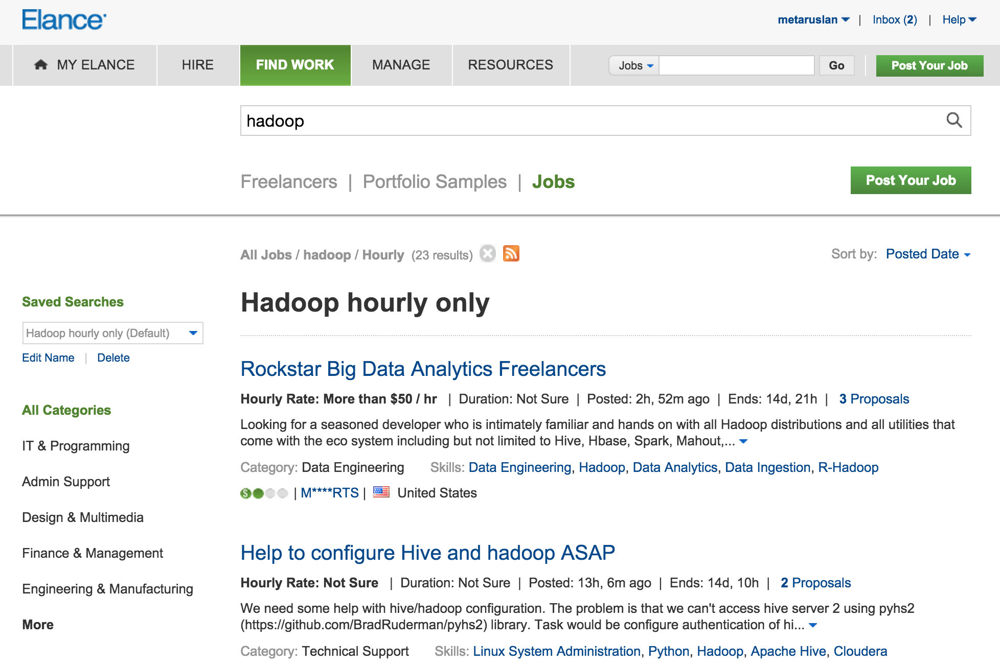 Elance
metaruslan | Inbox (2) | Help
MY ELANCE HIRE FIND WORK MANAGE RESOURCES Jobs Go Post Your Job
hadoop
Freelancers | Portfolio Samples | Jobs Post Your Job
All Jobs / hadoop / Hourly (23 results) Sort by: Posted Date
Saved Searches
Hadoop hourly only (Default)
Edit Name | Delete
All Categories
IT & Programming
Admin Support
Design & Multimedia
Finance & Management
Engineering & Manufacturing
More
Hadoop hourly only
Rockstar Big Data Analytics Freelancers
Hourly Rate: More than $50 / hr | Duration: Not Sure | Posted: 2h, 52m ago | Ends: 14d, 21h | 3 Proposals
Looking for a seasoned developer who is intimately familiar and hands on with all Hadoop distributions and all utilities that
come with the eco system including but not limited to Hive, Hbase, Spark, Mahout,...
Category: Data Engineering Skills: Data Engineering, Hadoop, Data Analytics, Data Ingestion, R-Hadoop
$ | M****RTS | United States
Help to configure Hive and hadoop ASAP
Hourly Rate: Not Sure | Duration: Not Sure | Posted: 13h, 6m ago | Ends: 14d, 10h | 2 Proposals
We need some help with hive/hadoop configuration. The problem is that we can't access hive server 2 using pyhs2
(https://github.com/BradRuderman/pyhs2) library. Task would be configure authentication of hi...
Category: Technical Support Skills: Linux System Administration, Python, Hadoop, Apache Hive, Cloudera